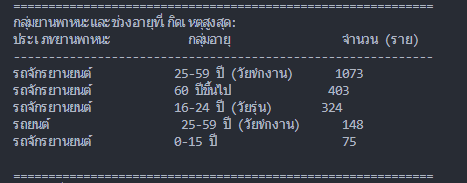 ============================================================
กลุ่มยานพาหนะและช่วงอายุที่เกิดเหตุสูงสุด:
ประเภทยานพาหนะ กลุ่มอายุ จำนวน (ราย)
------------------------------------------------------------
รถจักรยานยนต์ 25-59 ปี (วัยทำงาน) 1073
รถจักรยานยนต์ 60 ปีขึ้นไป 403
รถจักรยานยนต์ 16-24 ปี (วัยรุ่น) 324
รถยนต์ 25-59 ปี (วัยทำงาน) 148
รถจักรยานยนต์ 0-15 ปี 75
============================================================